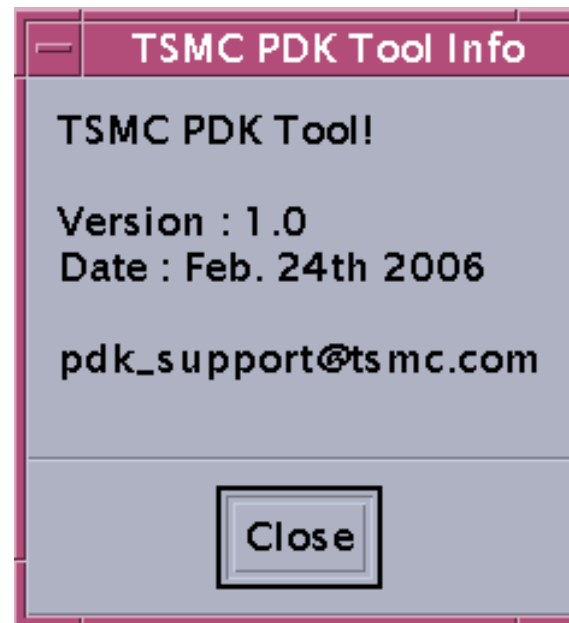 TSMC PDK Tool Info
TSMC PDK Tool!
Version : 1.0
Date : Feb. 24th 2006
pdk_support@tsmc.com
Close